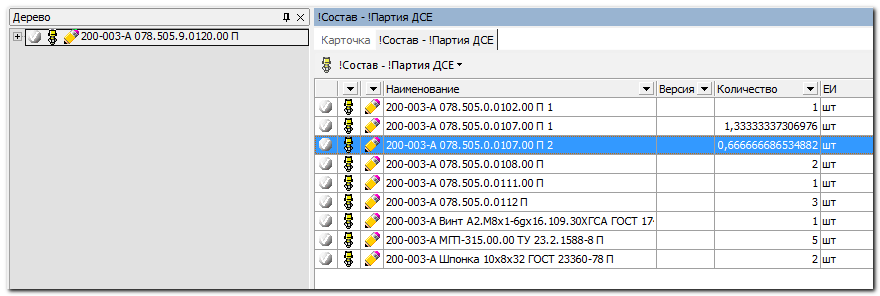 Дерево
200-003-А 078.505.9.0120.00 П
!Состав - !Партия ДСЕ
Карточка !Состав - !Партия ДСЕ
!Состав - !Партия ДСЕ
Наименование Версия Количество ЕИ
200-003-А 078.505.0.0102.00 П 1 1 шт
200-003-А 078.505.0.0107.00 П 1 1,33333337306976 шт
200-003-А 078.505.0.0107.00 П 2 0,666666686534882 шт
200-003-А 078.505.0.0108.00 П 2 шт
200-003-А 078.505.0.0111.00 П 1 шт
200-003-А 078.505.0.0112 П 3 шт
200-003-А Винт А2.М8х1-6gх16.109.30ХГСА ГОСТ 17 1 шт
200-003-А МГП-315.00.00 ТУ 23.2.1588-8 П 5 шт
200-003-А Шпонка 10х8х32 ГОСТ 23360-78 П 2 шт